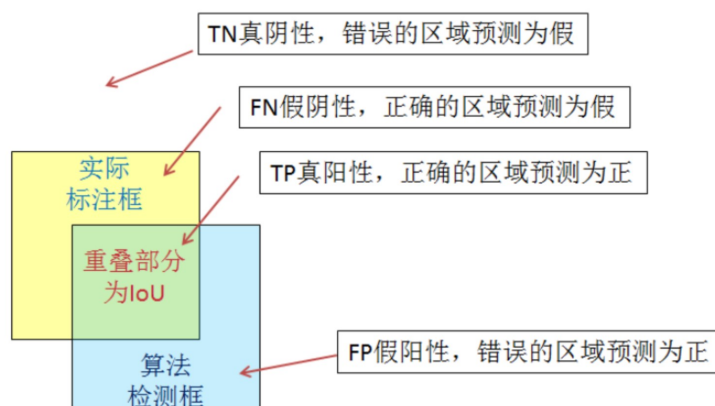 TN真阴性，错误的区域预测为假
FN假阴性，正确的区域预测为假
TP真阳性，正确的区域预测为正
实际
标注框
重叠部分
为IoU
FP假阳性，错误的区域预测为正
算法
检测框